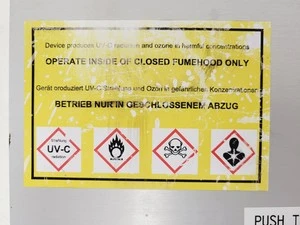 Device produces UV-C radiation and ozone in harmful concentrations
OPERATE INSIDE OF CLOSED FUMEHOOD ONLY
Gerät produziert UV-C Strahlung und Ozon in gefährlichen Konzentrationen
BETRIEB NUR IN GESCHLOSSENEM ABZUG
UV-C
radiation
PUSH T